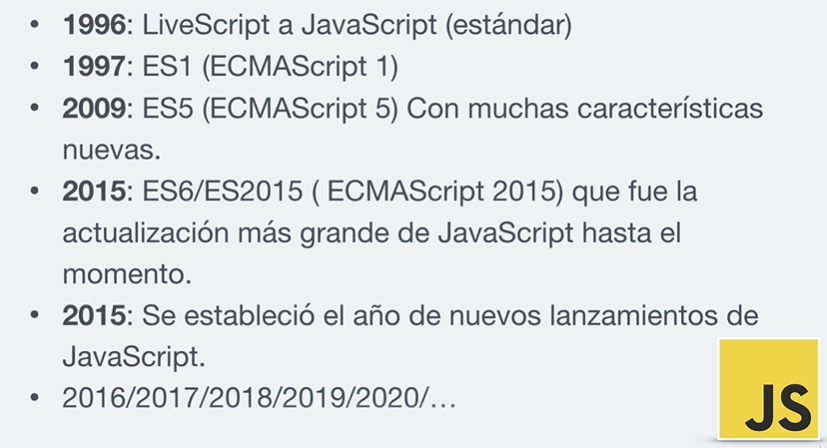 • 1996: LiveScript a JavaScript (estándar)
• 1997: ES1 (ECMAScript 1)
• 2009: ES5 (ECMAScript 5) Con muchas características
nuevas.
• 2015: ES6/ES2015 ( ECMAScript 2015) que fue la
actualización más grande de JavaScript hasta el
momento.
• 2015: Se estableció el año de nuevos lanzamientos de
JavaScript.
• 2016/2017/2018/2019/2020/…
JS